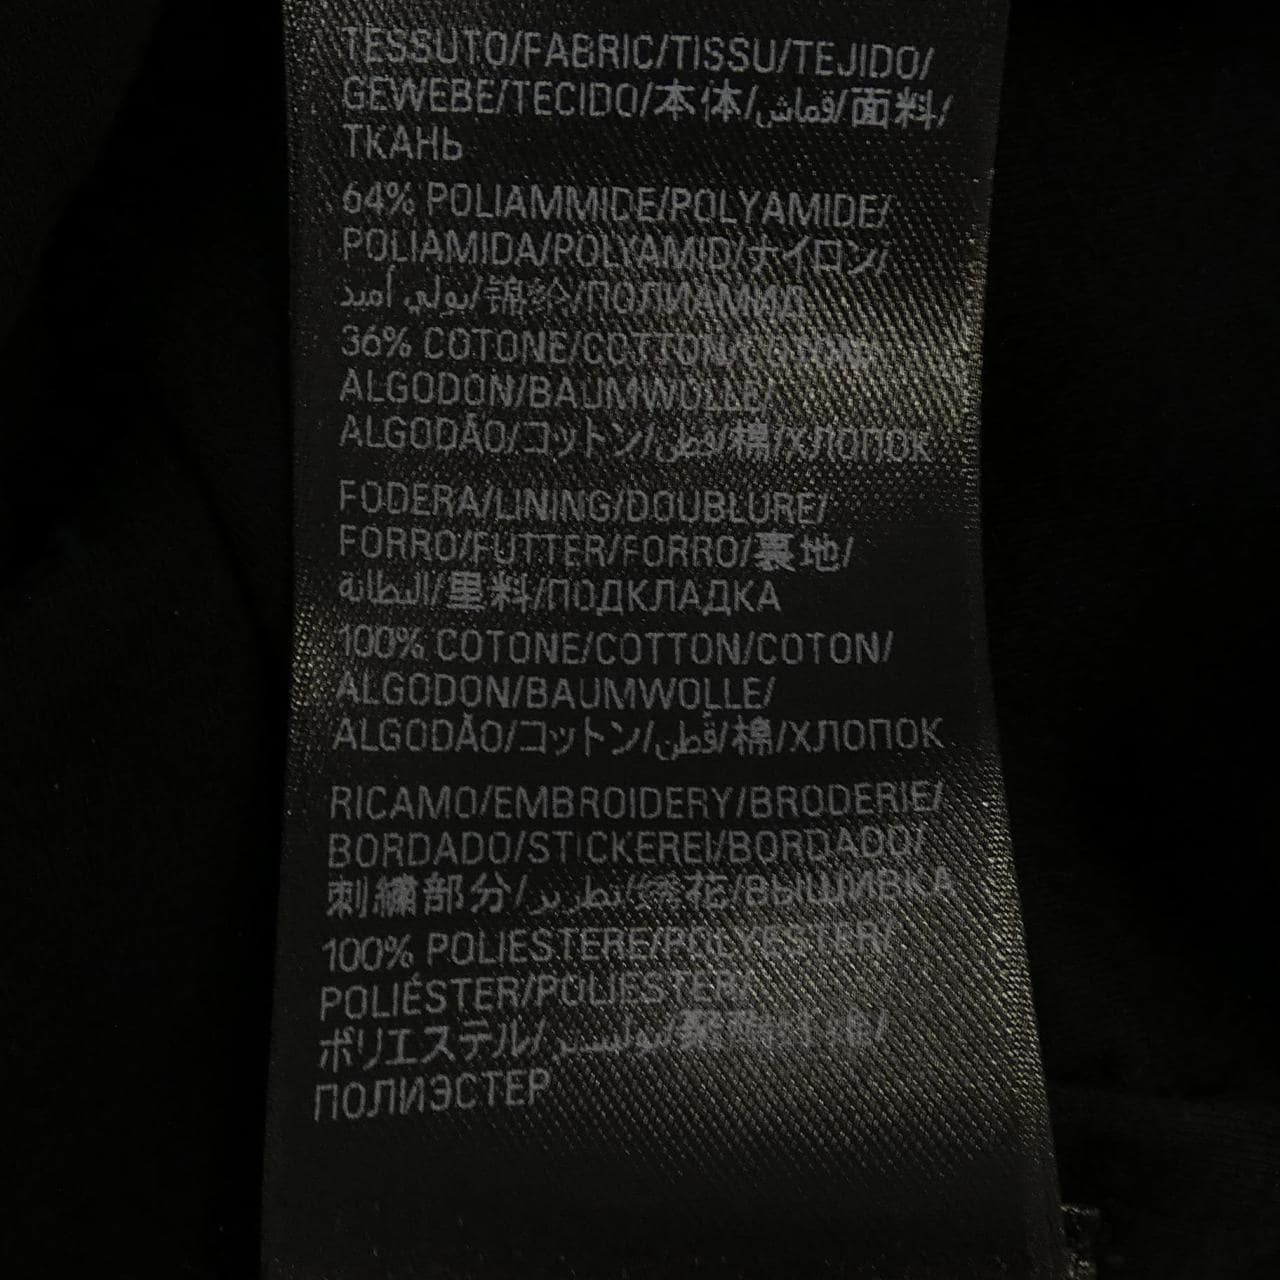 TESSUTO/FABRIC/TISSU/TEJIDO/
GEWEBE/TECIDO/本体/قماش/面料/
ТКАНЬ
64% POLIAMMIDE/POLYAMIDE/
POLIAMIDA/POLYAMID/ナイロン/
بولي أميد/锦纶/ПОЛИАМИД
36% COTONE/COTTON/COTON/
ALGODON/BAUMWOLLE/
ALGODÃO/コットン/قطن/棉/ХЛОПОК
FODERA/LINING/DOUBLURE/
FORRO/FUTTER/FORRO/裏地/
البطانة/里料/ПОДКЛАДКА
100% COTONE/COTTON/COTON/
ALGODON/BAUMWOLLE/
ALGODÃO/コットン/قطن/棉/ХЛОПОК
RICAMO/EMBROIDERY/BRODERIE/
BORDADO/STICKEREI/BORDADO/
刺繍部分/تطريز/绣花/ВЫШИВКА
100% POLIESTERE/POLYESTER/
POLIÉSTER/POLIESTER/
ポリエステル/بوليستر/
ПОЛИЭСТЕР